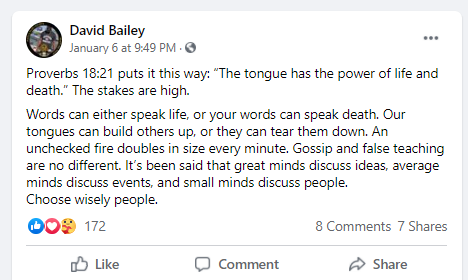 David Bailey
January 6 at 9:49 PM ·
Proverbs 18:21 puts it this way: “The tongue has the power of life and
death.” The stakes are high.
Words can either speak life, or your words can speak death. Our
tongues can build others up, or they can tear them down. An
unchecked fire doubles in size every minute. Gossip and false teaching
are no different. It’s been said that great minds discuss ideas, average
minds discuss events, and small minds discuss people.
Choose wisely people.
172 8 Comments 7 Shares
Like Comment Share